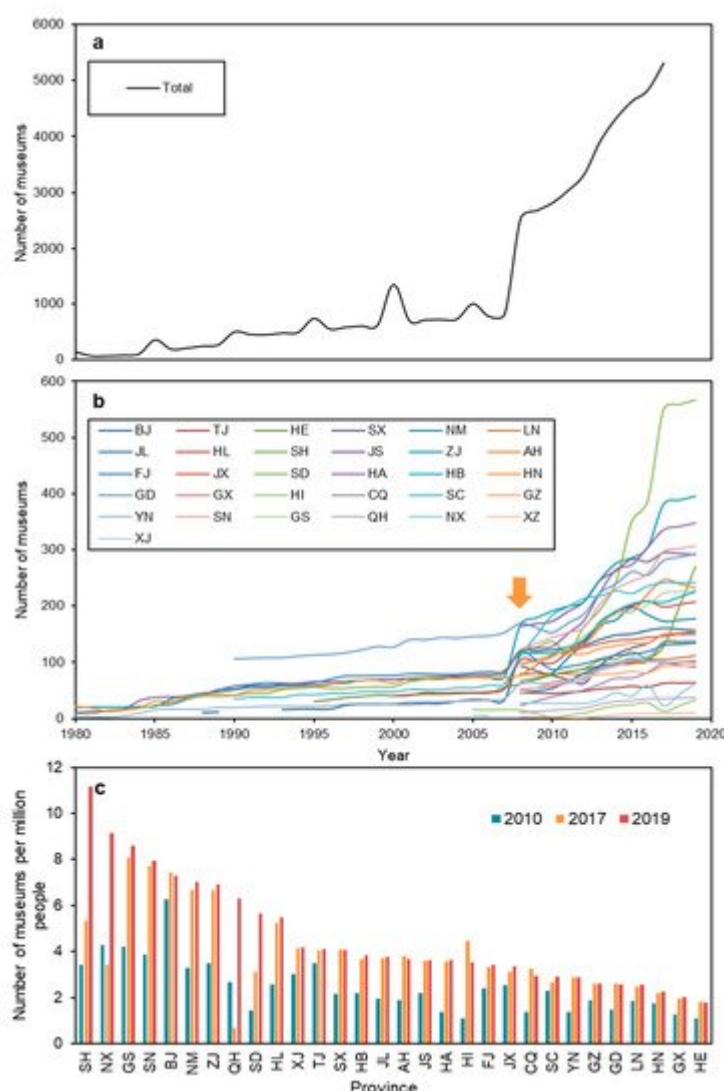 a
Total
Number of museums
6000
5000
4000
3000
2000
1000
0
b
BJ TJ HE SX NM LN
JL HL SH JS ZJ AH
FJ JX SD HA HB HN
GD GX HI CQ SC GZ
YN SN GS QH NX XZ
XJ
Number of museums
600
500
400
300
200
100
0
1980 1985 1990 1995 2000 2005 2010 2015 2020
Year
c
2010 2017 2019
Number of museums per million
people
12
10
8
6
4
2
0
SH NX GS SN BJ NM ZJ QH SD HL XJ TJ SX HB JL AH JS HA HI FJ JX CQ SC YN GZ GD LN HN GX HE
Province